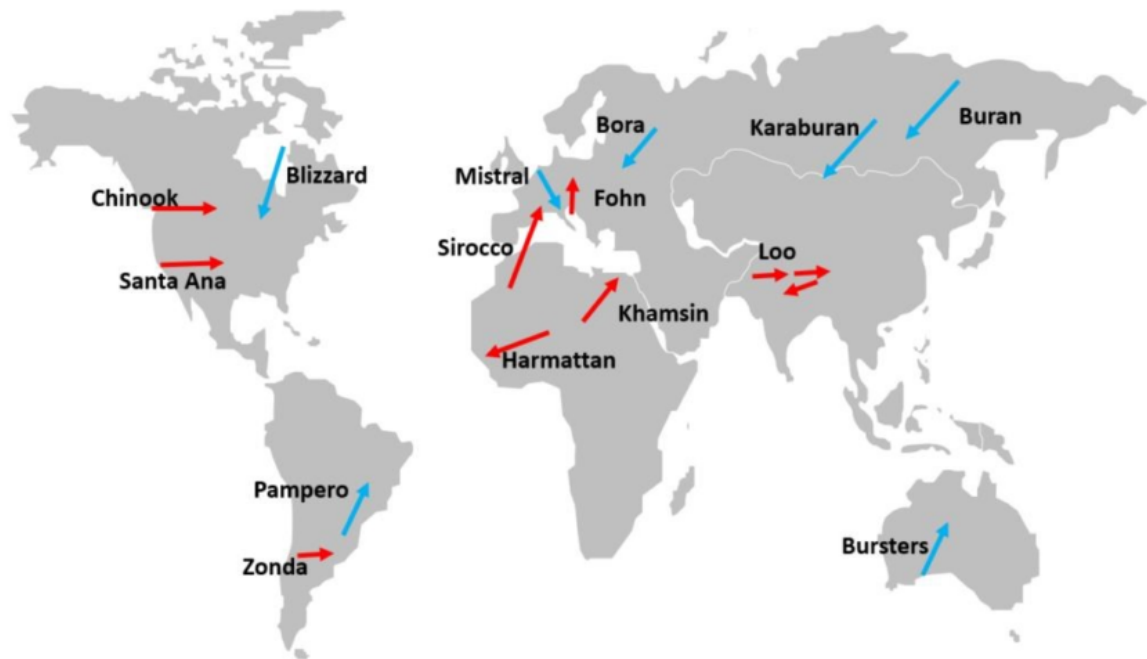 Bora
Karaburan
Buran
Blizzard
Mistral
Chinook
Fohn
Sirocco
Loo
Santa Ana
Khamsin
Harmattan
Pampero
Bursters
Zonda